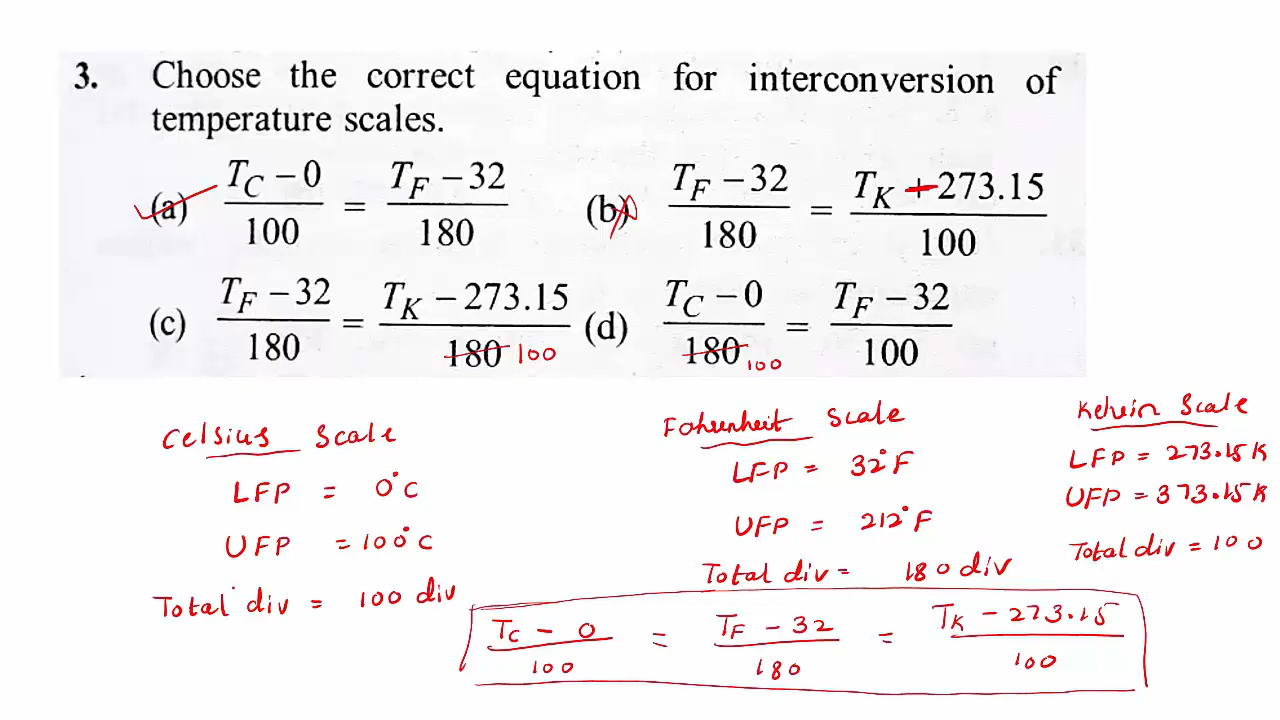 3. Choose the correct equation for interconversion of
temperature scales.
(a) T_C − 0 / 100 = T_F − 32 / 180 (b) T_F − 32 / 180 = T_K + 273.15 / 100
(c) T_F − 32 / 180 = T_K − 273.15 / 180 100 (d) T_C − 0 / 180 100 = T_F − 32 / 100
Celsius Scale
LFP = 0°C
UFP = 100°C
Total div = 100 div
Fahrenheit Scale
LFP = 32°F
UFP = 212°F
Total div = 180 div
Kelvin Scale
LFP = 273.15K
UFP = 373.15K
Total div = 100
T_C − 0 / 100 = T_F − 32 / 180 = T_K − 273.15 / 100